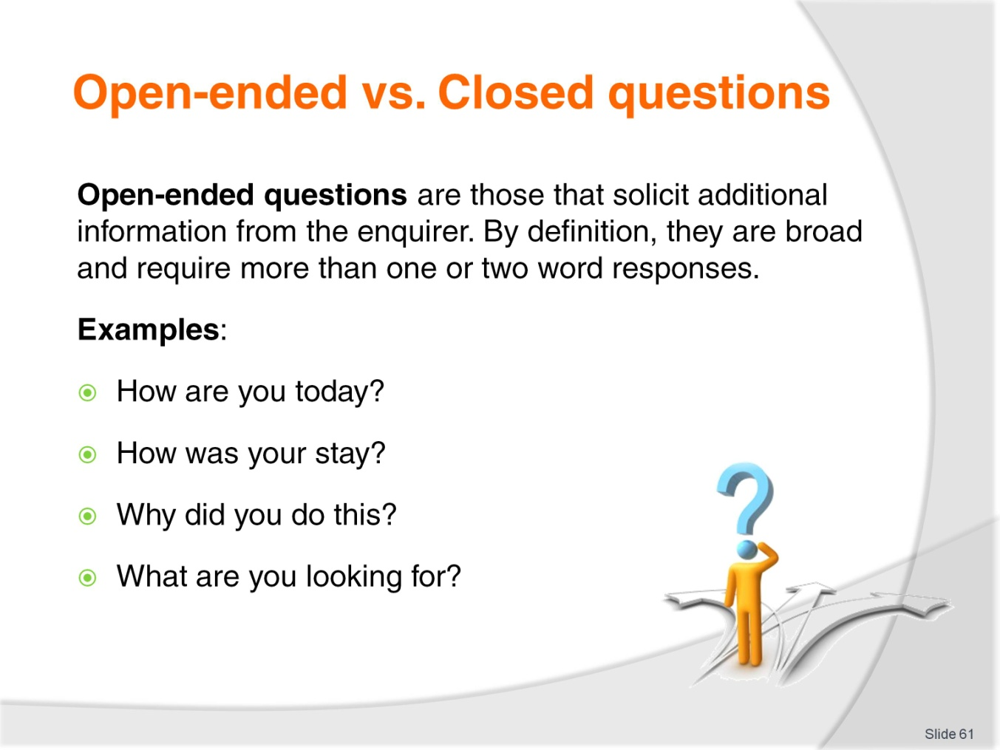 Open-ended vs. Closed questions
Open-ended questions are those that solicit additional
information from the enquirer. By definition, they are broad
and require more than one or two word responses.
Examples:
How are you today?
How was your stay?
Why did you do this?
What are you looking for?
?
Slide 61